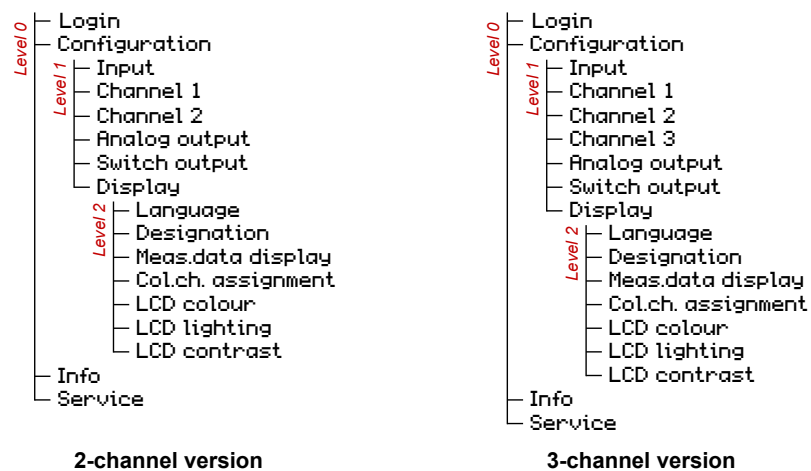 Level 0
Login
Configuration
Level 1
Input
Channel 1
Channel 2
Analog output
Switch output
Display
Level 2
Language
Designation
Meas.data display
Col.ch. assignment
LCD colour
LCD lighting
LCD contrast
Info
Service
2-channel version
Level 0
Login
Configuration
Level 1
Input
Channel 1
Channel 2
Channel 3
Analog output
Switch output
Display
Level 2
Language
Designation
Meas.data display
Col.ch. assignment
LCD colour
LCD lighting
LCD contrast
Info
Service
3-channel version